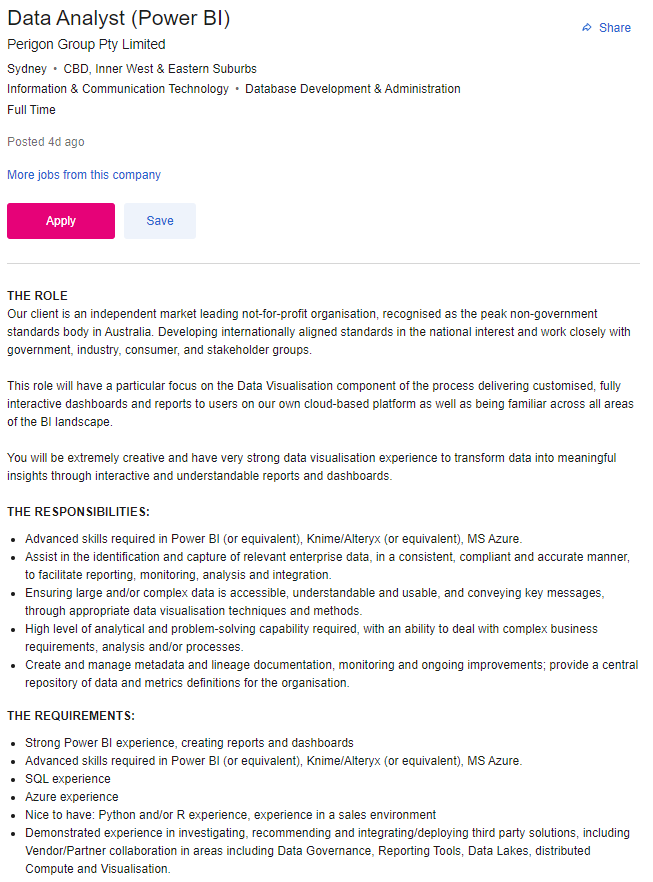 Data Analyst (Power BI)
Share
Perigon Group Pty Limited
Sydney • CBD, Inner West & Eastern Suburbs
Information & Communication Technology • Database Development & Administration
Full Time
Posted 4d ago
More jobs from this company
Apply
Save
THE ROLE
Our client is an independent market leading not-for-profit organisation, recognised as the peak non-government
standards body in Australia. Developing internationally aligned standards in the national interest and work closely with
government, industry, consumer, and stakeholder groups.
This role will have a particular focus on the Data Visualisation component of the process delivering customised, fully
interactive dashboards and reports to users on our own cloud-based platform as well as being familiar across all areas
of the BI landscape.
You will be extremely creative and have very strong data visualisation experience to transform data into meaningful
insights through interactive and understandable reports and dashboards.
THE RESPONSIBILITIES:
• Advanced skills required in Power BI (or equivalent), Knime/Alteryx (or equivalent), MS Azure.
• Assist in the identification and capture of relevant enterprise data, in a consistent, compliant and accurate manner,
to facilitate reporting, monitoring, analysis and integration.
• Ensuring large and/or complex data is accessible, understandable and usable, and conveying key messages,
through appropriate data visualisation techniques and methods.
• High level of analytical and problem-solving capability required, with an ability to deal with complex business
requirements, analysis and/or processes.
• Create and manage metadata and lineage documentation, monitoring and ongoing improvements; provide a central
repository of data and metrics definitions for the organisation.
THE REQUIREMENTS:
• Strong Power BI experience, creating reports and dashboards
• Advanced skills required in Power BI (or equivalent), Knime/Alteryx (or equivalent), MS Azure.
• SQL experience
• Azure experience
• Nice to have: Python and/or R experience, experience in a sales environment
• Demonstrated experience in investigating, recommending and integrating/deploying third party solutions, including
Vendor/Partner collaboration in areas including Data Governance, Reporting Tools, Data Lakes, distributed
Compute and Visualisation.